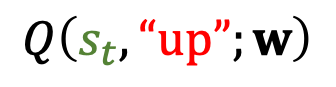 Q(s_t, “up”; w)